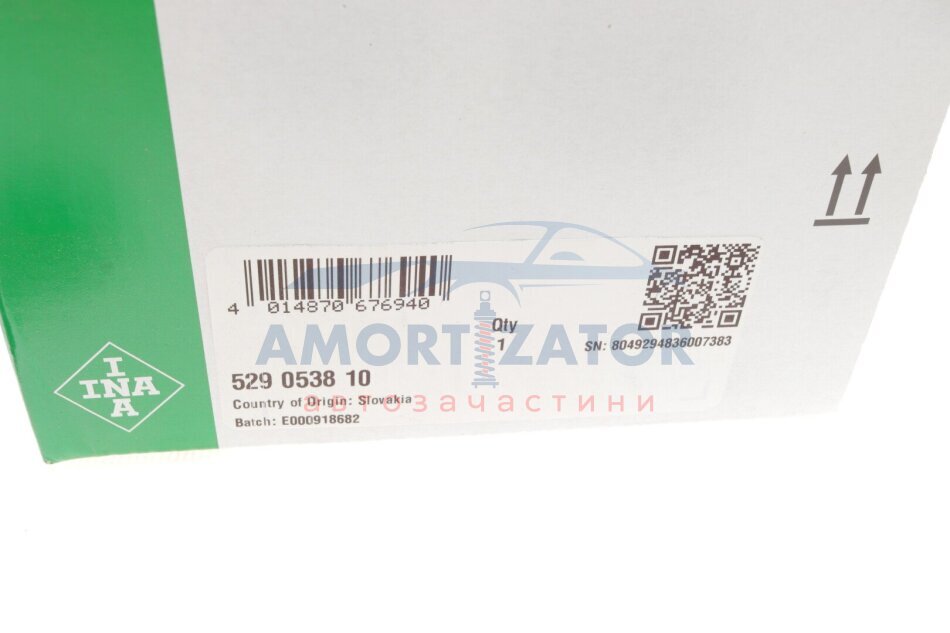 4 014870 676940
Qty
1
SN: 8049294836007383
AMORTIZATOR
529 0538 10
Country of Origin: Slovakia
автозачастини
Batch: E000918682
I
INA
A